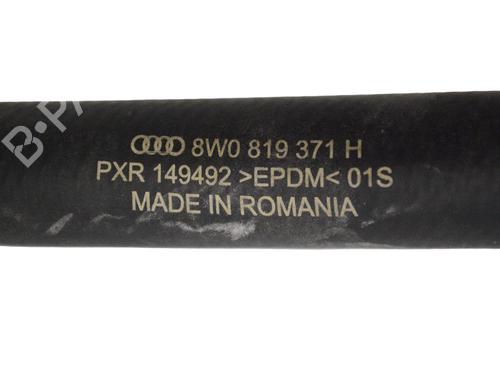 8W0 819 371 H
PXR 149492 >EPDM< 01S
MADE IN ROMANIA